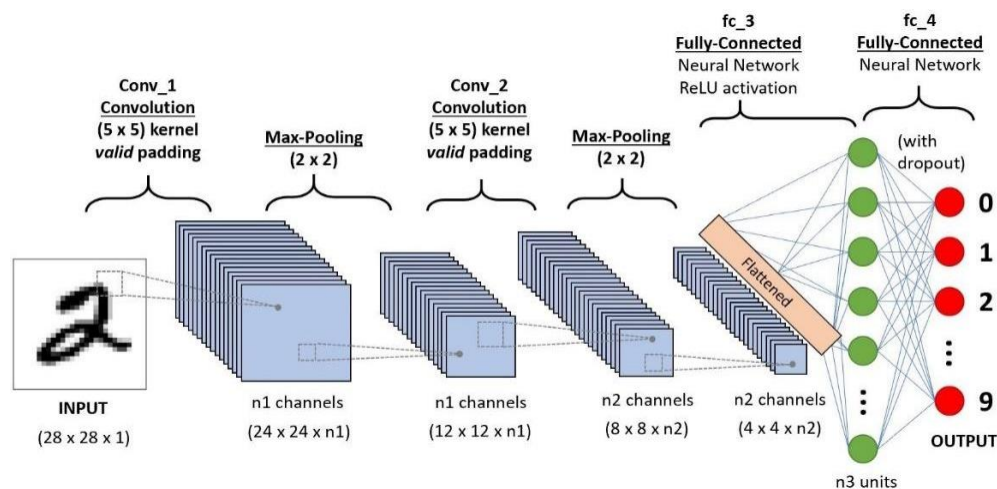 fc_3
Fully-Connected
Neural Network
ReLU activation
fc_4
Fully-Connected
Neural Network
Conv_1
Convolution
(5 x 5) kernel
valid padding
Max-Pooling
(2 x 2)
Conv_2
Convolution
(5 x 5) kernel
valid padding
Max-Pooling
(2 x 2)
(with
dropout)
Flattened
0
1
2
9
OUTPUT
INPUT
(28 x 28 x 1)
n1 channels
(24 x 24 x n1)
n1 channels
(12 x 12 x n1)
n2 channels
(8 x 8 x n2)
n2 channels
(4 x 4 x n2)
n3 units
2